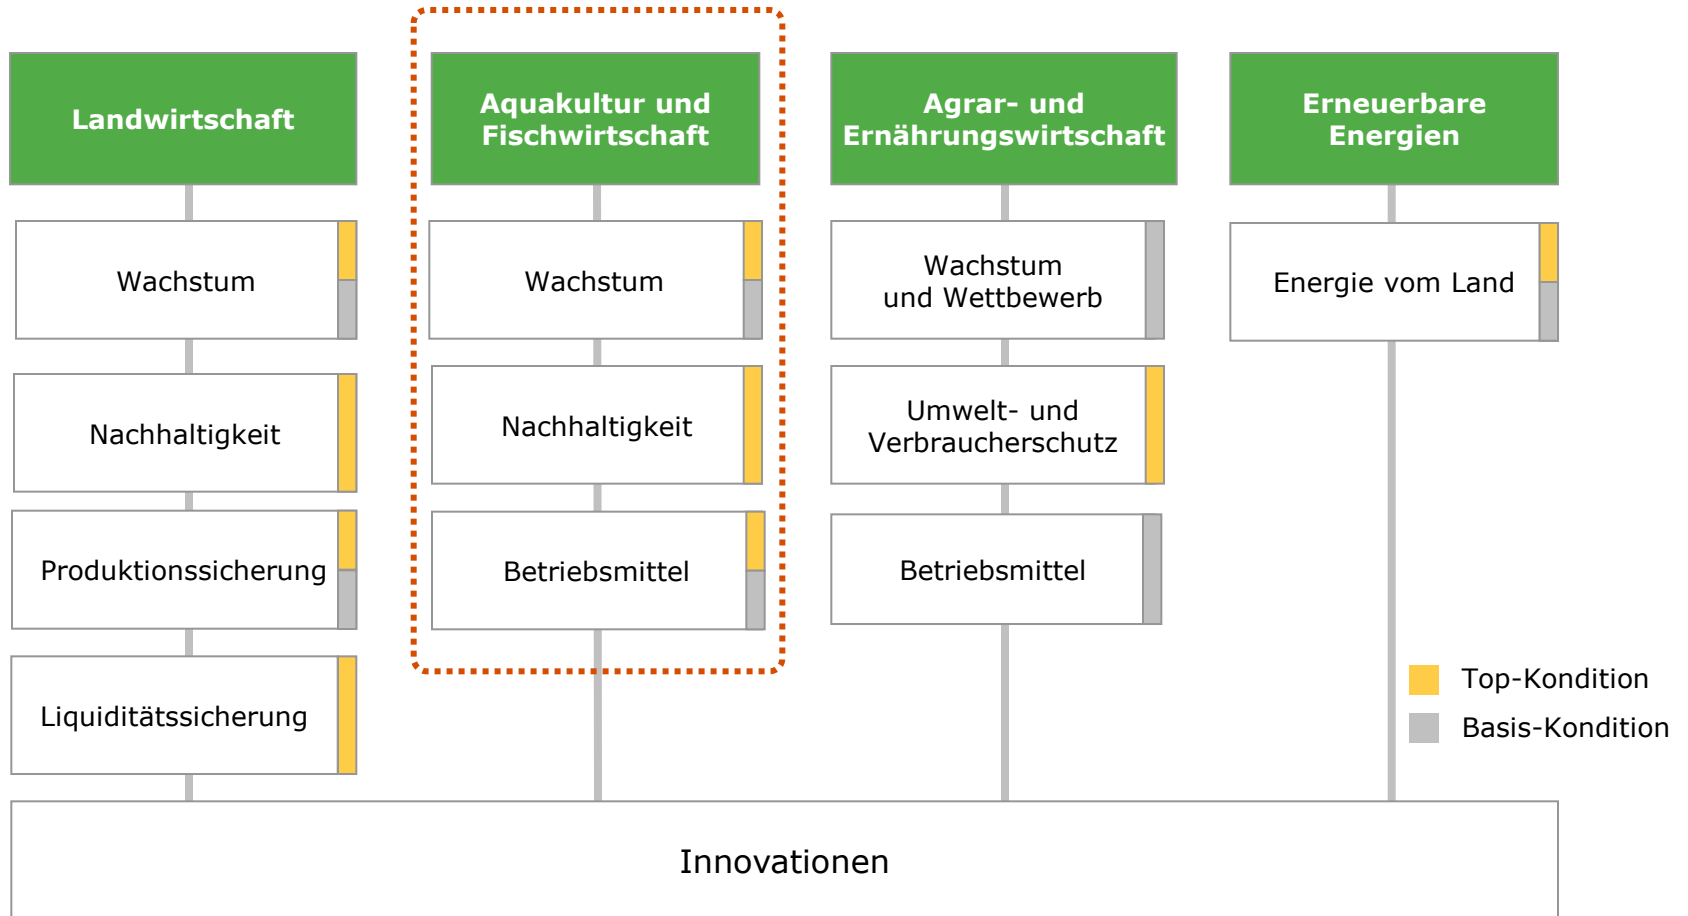 Landwirtschaft
Aquakultur und
Fischwirtschaft
Agrar- und
Ernährungswirtschaft
Erneuerbare
Energien
Wachstum
Nachhaltigkeit
Produktionssicherung
Liquiditätssicherung
Wachstum
Nachhaltigkeit
Betriebsmittel
Wachstum
und Wettbewerb
Umwelt- und
Verbraucherschutz
Betriebsmittel
Energie vom Land
Top-Kondition
Basis-Kondition
Innovationen